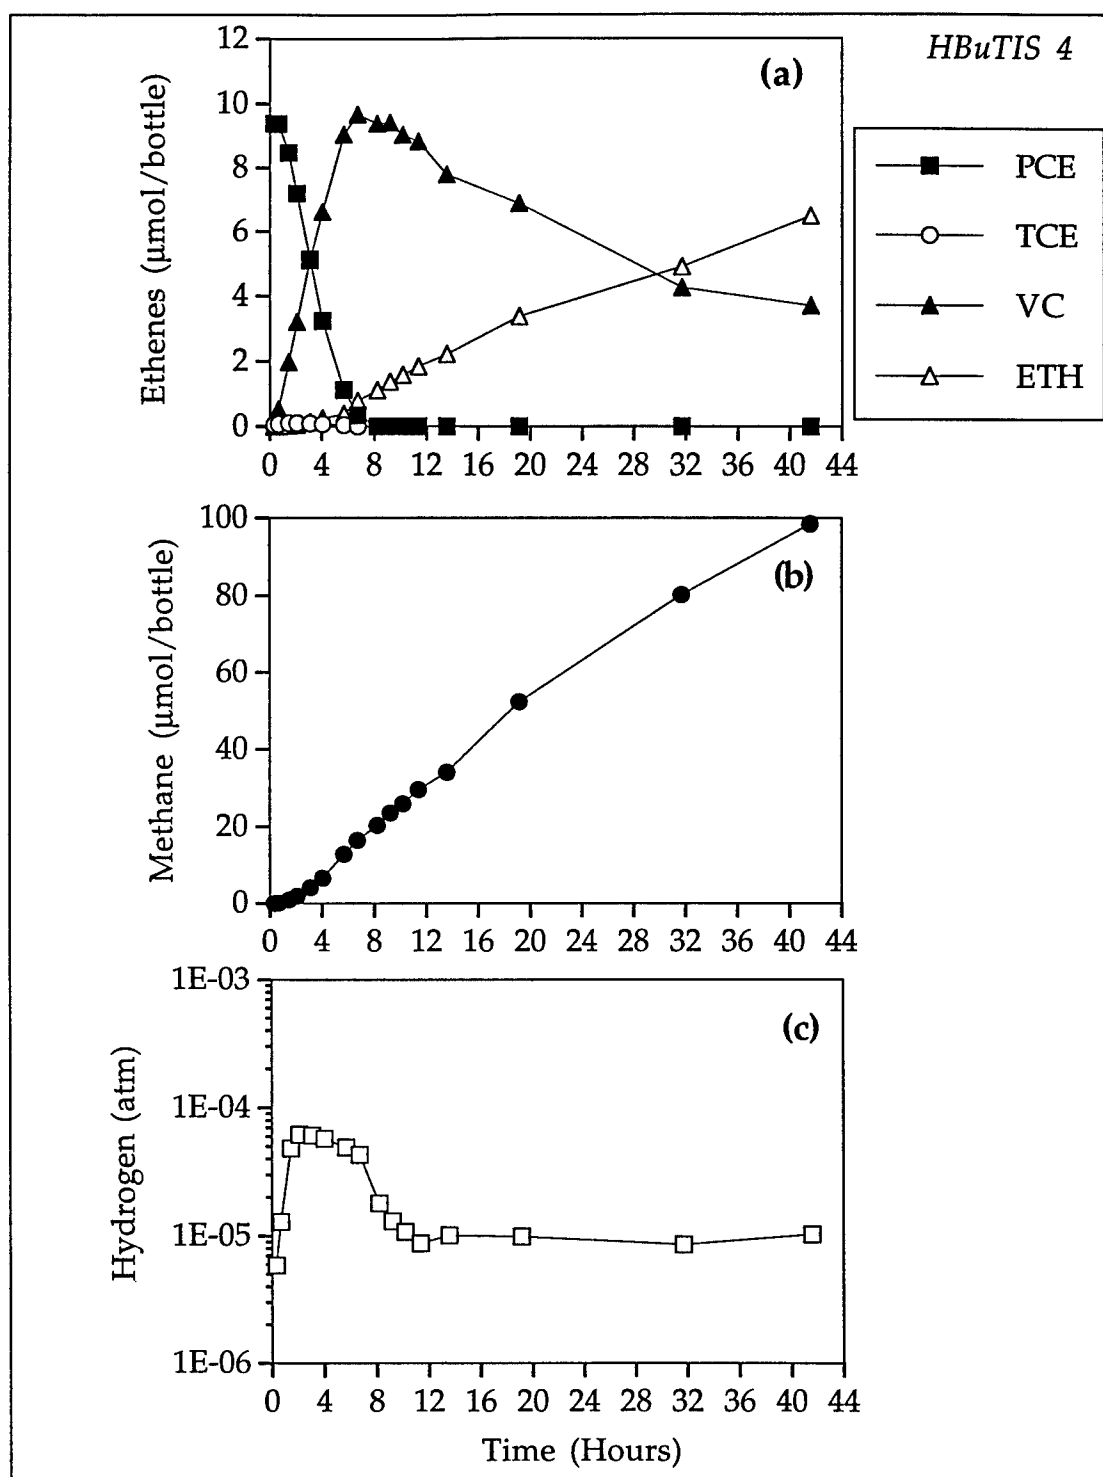 HBuTIS 4
(a)
Ethenes (µmol/bottle)
12
10
8
6
4
2
0
0 4 8 12 16 20 24 28 32 36 40 44
PCE
TCE
VC
ETH
(b)
Methane (µmol/bottle)
100
80
60
40
20
0
0 4 8 12 16 20 24 28 32 36 40 44
(c)
Hydrogen (atm)
1E-03
1E-04
1E-05
1E-06
0 4 8 12 16 20 24 28 32 36 40 44
Time (Hours)